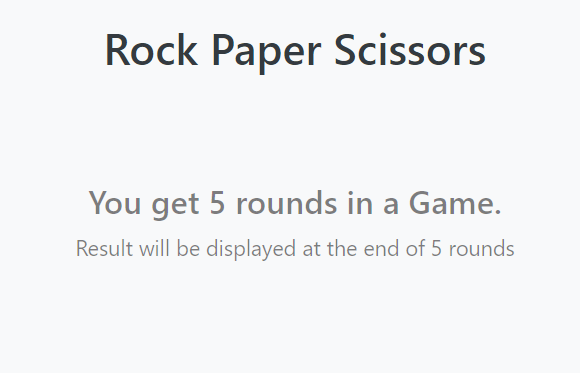 Rock Paper Scissors
You get 5 rounds in a Game.
Result will be displayed at the end of 5 rounds